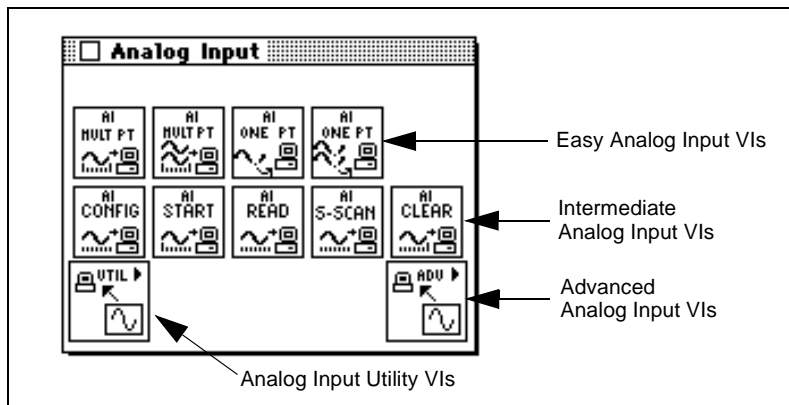 Analog Input
AI
MULT PT
AI
MULT PT
AI
ONE PT
AI
ONE PT
Easy Analog Input VIs
AI
CONFIG
AI
START
AI
READ
AI
S-SCAN
AI
CLEAR
Intermediate
Analog Input VIs
UTIL
ADV
Advanced
Analog Input VIs
Analog Input Utility VIs